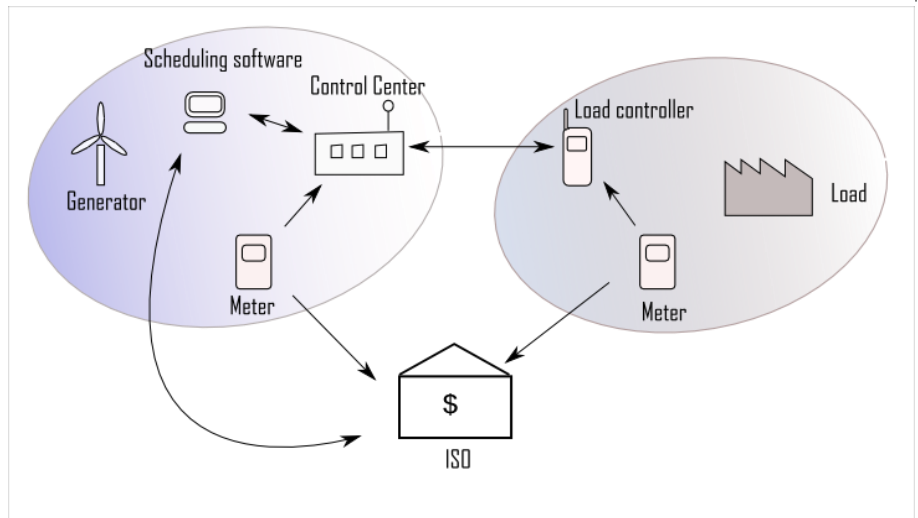 Scheduling software
Control Center
Load controller
Generator
Load
Meter
Meter
$
ISO